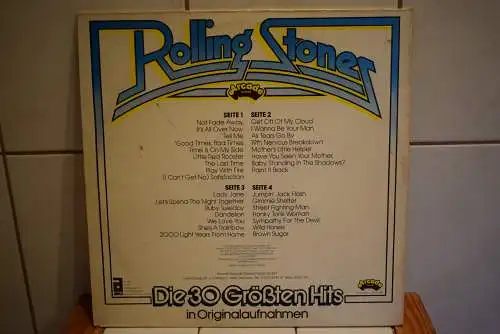 Rolling Stones
Arcade
SEITE 1
Not Fade Away
It's All Over Now
Tell Me
Good Times, Bad Times
Time Is On My Side
Little Red Rooster
The Last Time
Play With Fire
(I Can't Get No) Satisfaction
SEITE 2
Get Off Of My Cloud
I Wanna Be Your Man
As Tears Go By
19th Nervous Breakdown
Mother's Little Helper
Have You Seen Your Mother,
Baby, Standing In The Shadows?
Paint It Black
SEITE 3
Lady Jane
Let's Spend The Night Together
Ruby Tuesday
Dandelion
We Love You
She's A Rainbow
2000 Light Years From Home
SEITE 4
Jumpin' Jack Flash
Gimmie Shelter
Street Fighting Man
Honky Tonk Woman
Sympathy For The Devil
Wild Horses
Brown Sugar
Die 30 Größten Hits
in Originalaufnahmen
Arcade